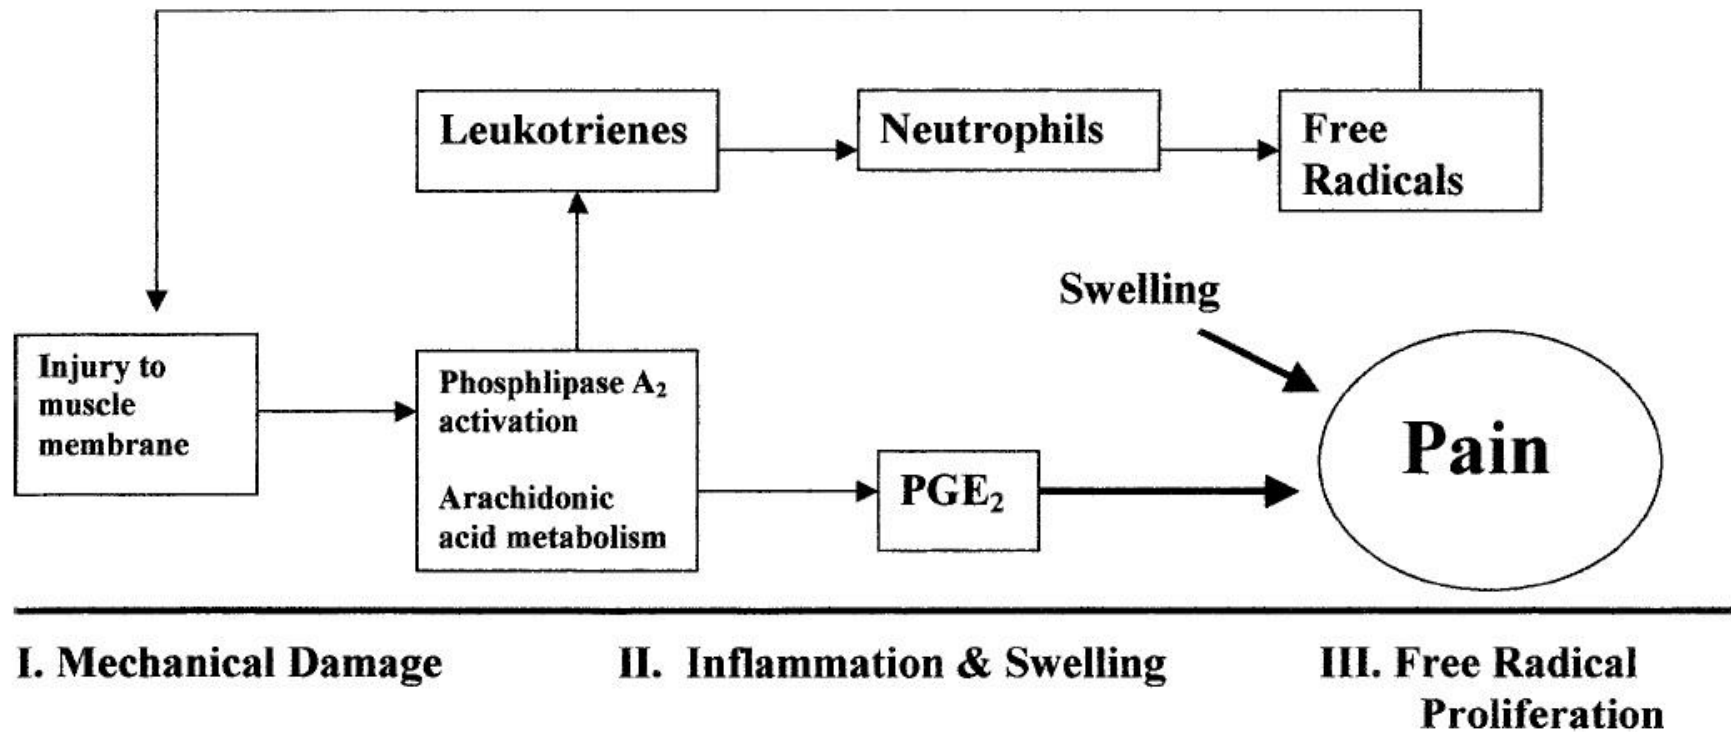 Leukotrienes
Neutrophils
Free
Radicals
Swelling
Injury to
muscle
membrane
Phosphlipase A₂
activation
Arachidonic
acid metabolism
PGE₂
Pain
I. Mechanical Damage
II. Inflammation & Swelling
III. Free Radical
Proliferation